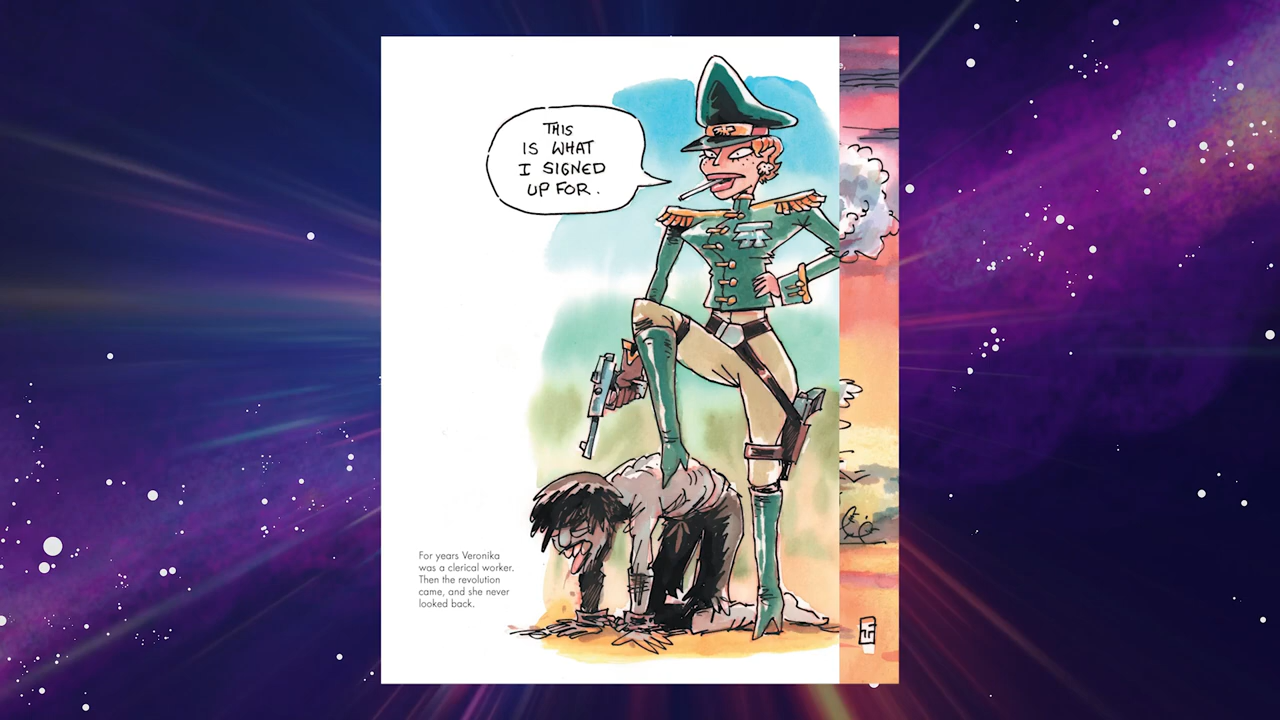 THIS
IS WHAT
I SIGNED
UP FOR.
For years Veronika
was a clerical worker.
Then the revolution
came, and she never
looked back.